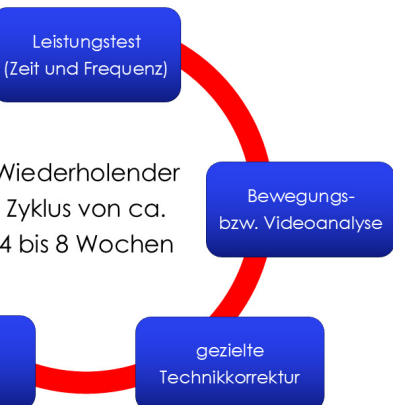 Leistungstest
(Zeit und Frequenz)
Wiederholender
Zyklus von ca.
4 bis 8 Wochen
Bewegungs-
bzw. Videoanalyse
gezielte
Technikkorrektur